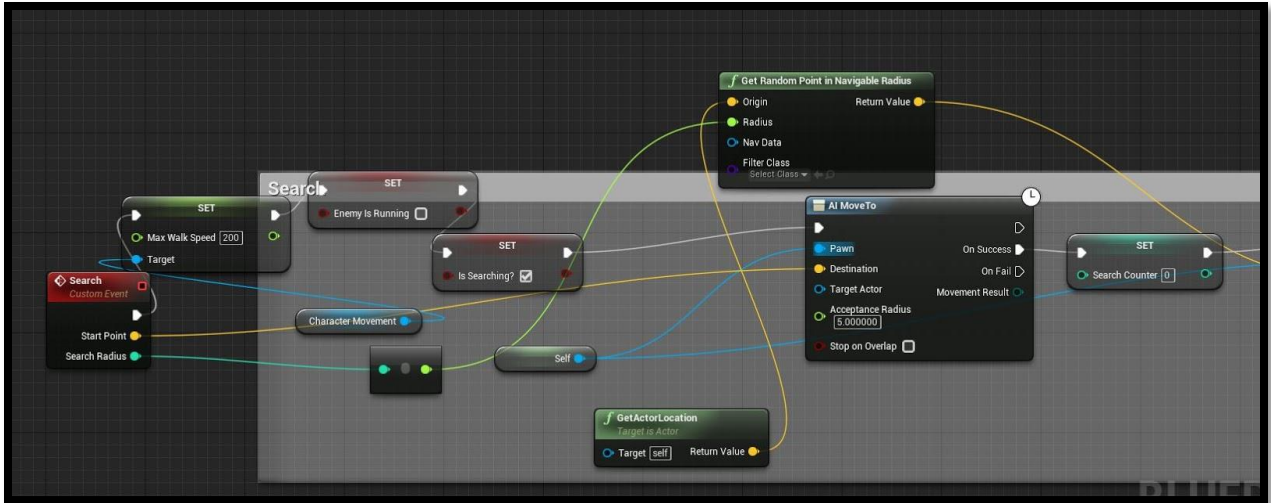 Get Random Point in Navigable Radius
Origin
Return Value
Radius
Nav Data
Filter Class
Select Class
Search
SET
Enemy Is Running
SET
Max Walk Speed 200
Target
AI MoveTo
Pawn
On Success
Destination
On Fail
Target Actor
Movement Result
Acceptance Radius
5.000000
Stop on Overlap
SET
Is Searching?
SET
Search Counter 0
Search
Custom Event
Start Point
Search Radius
Character Movement
Self
GetActorLocation
Target is Actor
Target self
Return Value